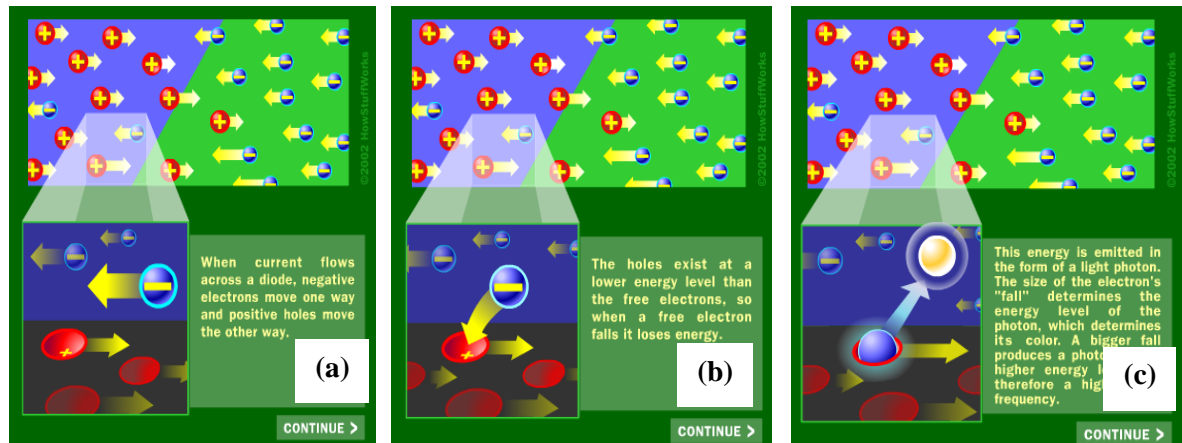 ©2002 HowStuffWorks
When current flows
across a diode, negative
electrons move one way
and positive holes move
the other way.
(a)
CONTINUE >
©2002 HowStuffWorks
The holes exist at a
lower energy level than
the free electrons, so
when a free electron
falls it loses energy.
(b)
CONTINUE >
©2002 HowStuffWorks
This energy is emitted in
the form of a light photon.
The size of the electron's
"fall" determines the
energy level of the
photon, which determines
its color. A bigger fall
produces a
higher energy
therefore a
frequency.
(c)
CONTINUE >